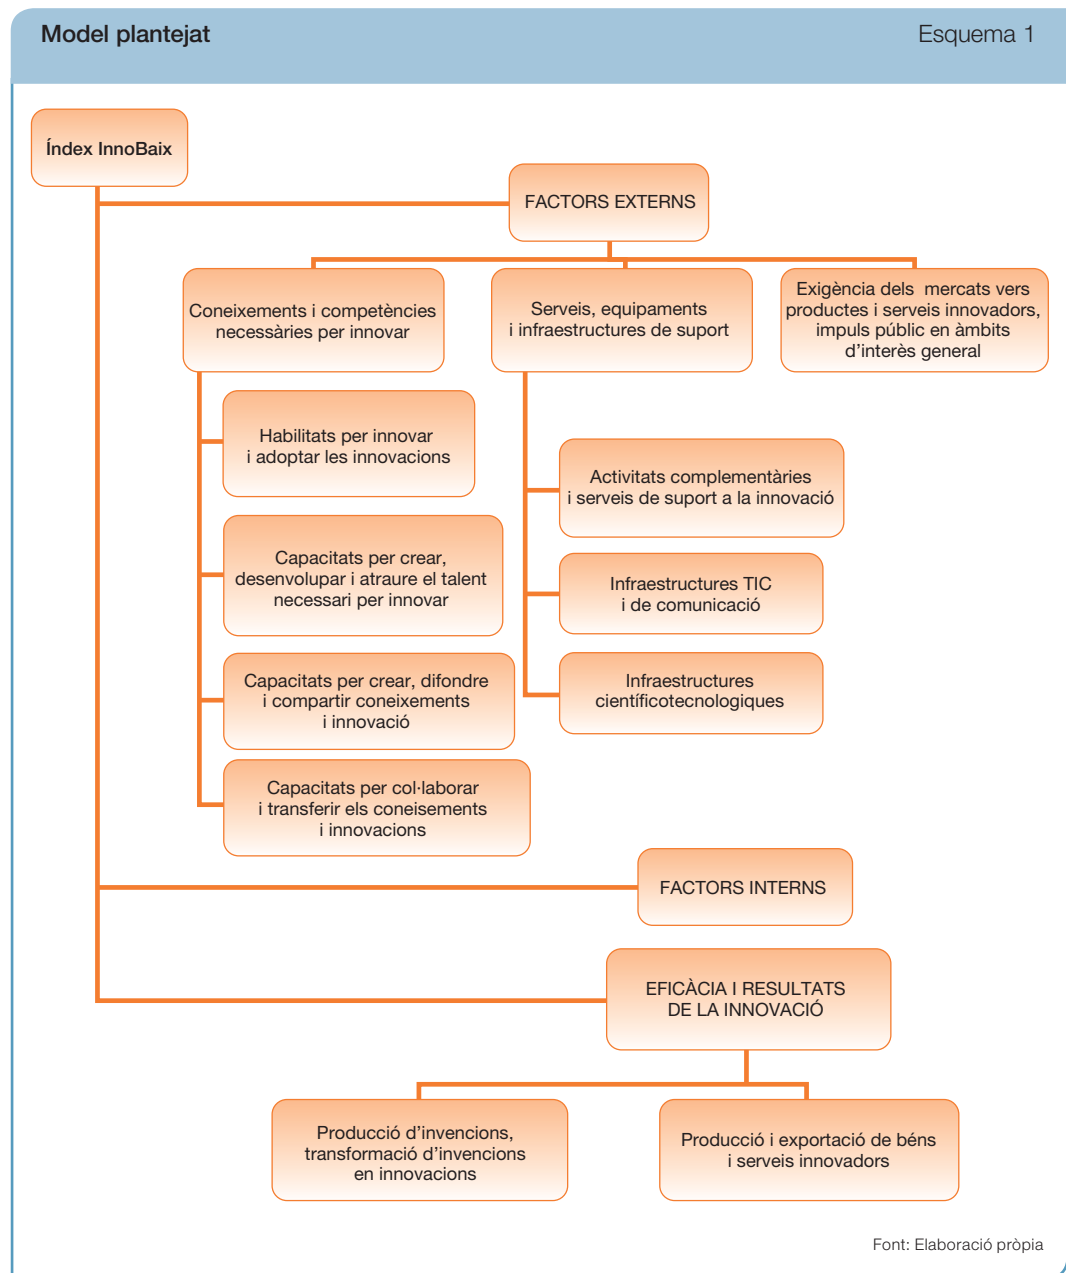 Model plantejat
Esquema 1
Índex InnoBaix
FACTORS EXTERNS
Coneixements i competències
necessàries per innovar
Serveis, equipaments
i infraestructures de suport
Exigència dels mercats vers
productes i serveis innovadors,
impuls públic en àmbits
d'interès general
Habilitats per innovar
i adoptar les innovacions
Capacitats per crear,
desenvolupar i atraure el talent
necessari per innovar
Capacitats per crear, difondre
i compartir coneixements
i innovació
Capacitats per col·laborar
i transferir els coneisements
i innovacions
Activitats complementàries
i serveis de suport a la innovació
Infraestructures TIC
i de comunicació
Infraestructures
científicotecnologiques
FACTORS INTERNS
EFICÀCIA I RESULTATS
DE LA INNOVACIÓ
Producció d'invencions,
transformació d'invencions
en innovacions
Producció i exportació de béns
i serveis innovadors
Font: Elaboració pròpia